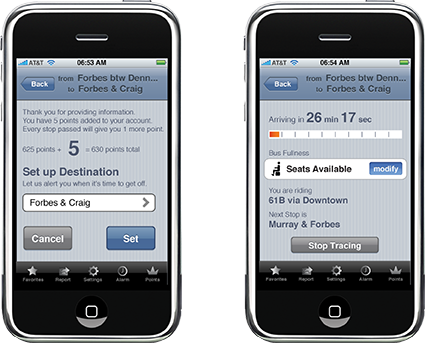 AT&T 06:53 AM
Back
from Forbes btw Denn...
to Forbes & Craig
Thank you for providing information.
You have 5 points added to your account.
Every stop passed will give you 1 more point.
625 points + 5 = 630 points total
Set up Destination
Let us alert you when it's time to get off.
Forbes & Craig
Cancel Set
Favorites Report Settings Alarm Points
AT&T 06:54 AM
Back
from Forbes btw Denn...
to Forbes & Craig
Arriving in 26 min 17 sec
Bus Fullness
Seats Available modify
You are riding
61B via Downtown
Next Stop is
Murray & Forbes
Stop Tracing
Favorites Report Settings Alarm Points